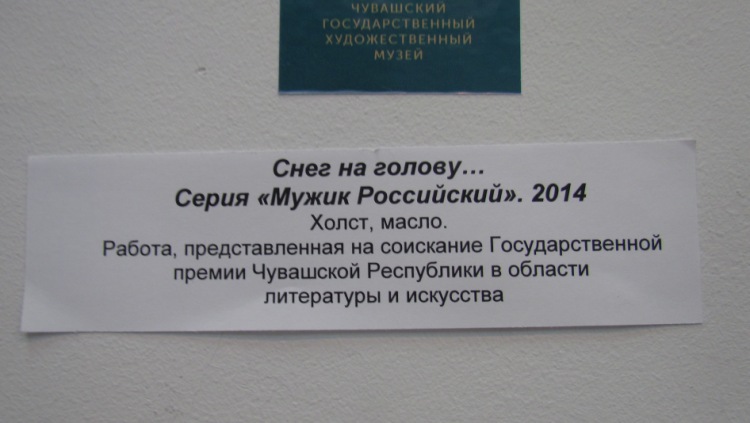 ЧУВАШСКИЙ
ГОСУДАРСТВЕННЫЙ
ХУДОЖЕСТВЕННЫЙ
МУЗЕЙ
Снег на голову...
Серия «Мужик Российский». 2014
Холст, масло.
Работа, представленная на соискание Государственной
премии Чувашской Республики в области
литературы и искусства